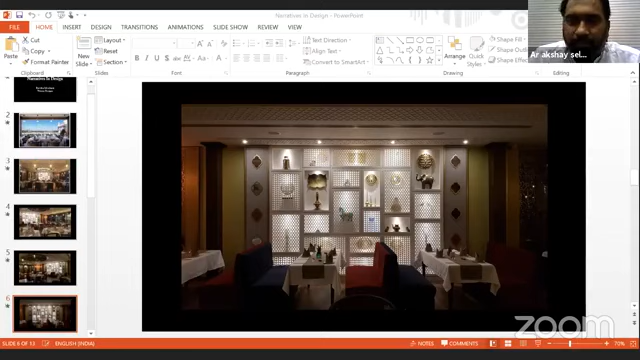 Narratives In Design - PowerPoint
FILE HOME INSERT DESIGN TRANSITIONS ANIMATIONS SLIDE SHOW REVIEW VIEW
Cut
Copy
Format Painter
Paste
Clipboard
New
Slide
Layout
Reset
Section
Slides
B I U S
Font
Text Direction
Align Text
Convert to SmartArt
Paragraph
Arrange
Quick
Styles
Drawing
Shape Fill
Shape Outline
Shape Effects
Editing
Ar akshay sel...
Narratives In Design
2
3
4
5
6
zoom
SLIDE 6 OF 13 ENGLISH (INDIA) NOTES COMMENTS 70%